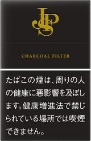 JPS
CHARCOAL FILTER
たばこの煙は、周りの人
の健康に悪影響を及ぼし
ます。健康増進法で禁じ
られている場所では喫煙
できません。